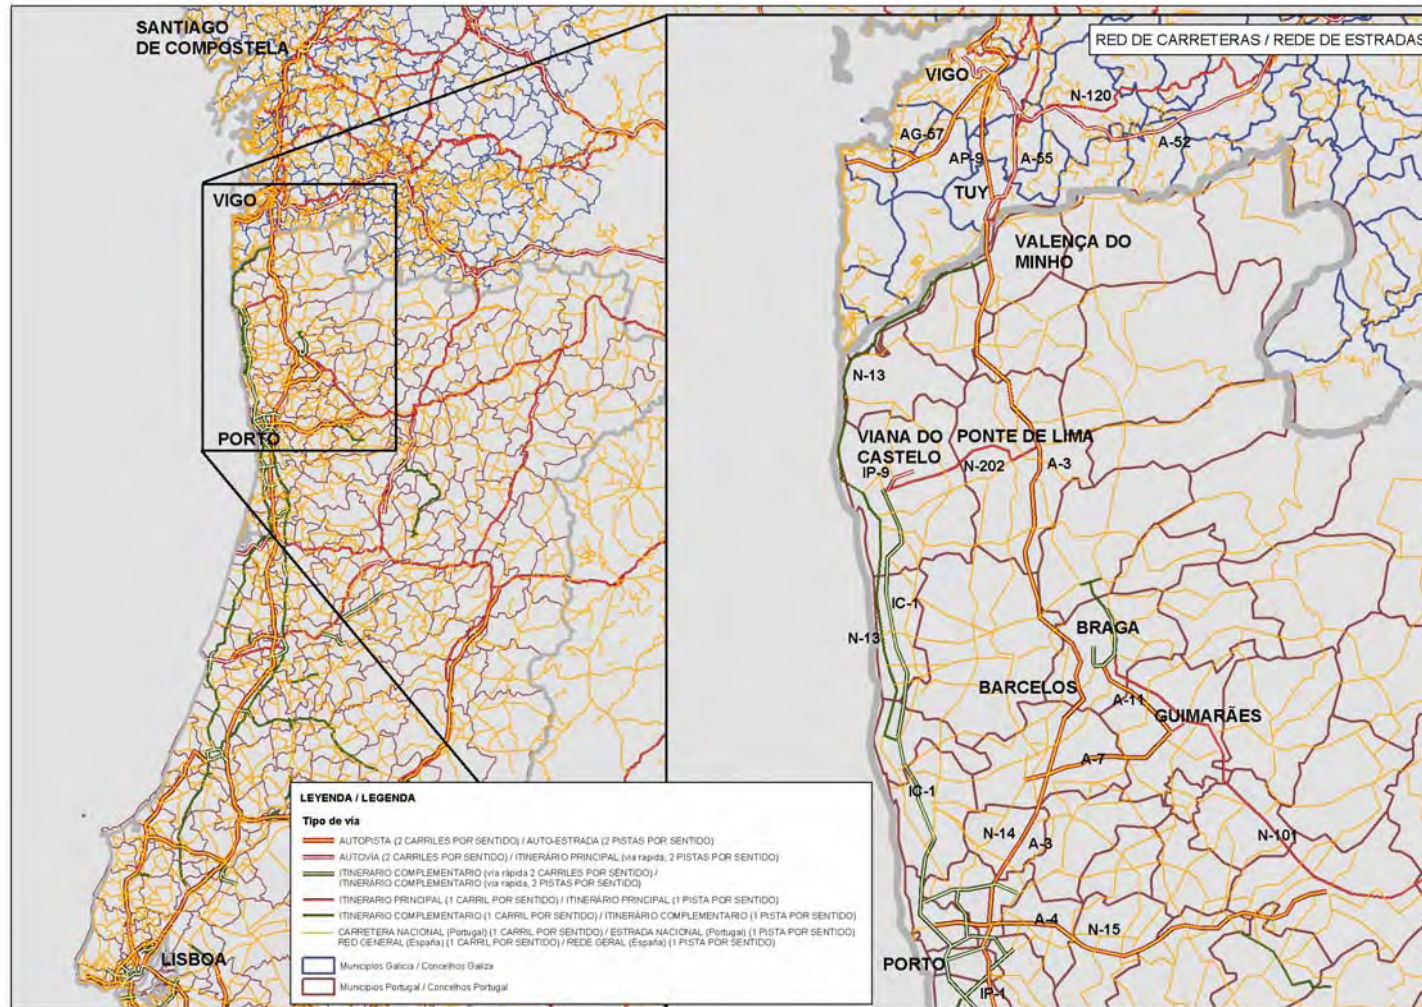 SANTIAGO
DE COMPOSTELA
VIGO
PORTO
LISBOA
RED DE CARRETERAS / REDE DE ESTRADAS
VIGO
N-120
AG-57
AP-9
A-55
A-52
TUY
VALENÇA DO
MINHO
N-13
VIANA DO
CASTELO
PONTE DE LIMA
IP-9
N-202
A-3
IC-1
N-13
BRAGA
BARCELOS
A-11
GUIMARÃES
A-7
IC-1
N-14
A-3
N-101
A-4
N-15
PORTO
IP-1
LEYENDA / LEGENDA
Tipo de vía
AUTOPISTA (2 CARRILES POR SENTIDO) / AUTO-ESTRADA (2 PISTAS POR SENTIDO)
AUTOVIA (2 CARRILES POR SENTIDO) / ITINERÁRIO PRINCIPAL (via rapida, 2 PISTAS POR SENTIDO)
ITINERARIO COMPLEMENTARIO (vía rápida 2 CARRILES POR SENTIDO) /
ITINERÁRIO COMPLEMENTARIO (via rapida, 2 PISTAS POR SENTIDO)
ITINERARIO PRINCIPAL (1 CARRIL POR SENTIDO) / ITINERÁRIO PRINCIPAL (1 PISTA POR SENTIDO)
ITINERARIO COMPLEMENTARIO (1 CARRIL POR SENTIDO) / ITINERÁRIO COMPLEMENTARIO (1 PISTA POR SENTIDO)
CARRETERA NACIONAL (Portugal) (1 CARRIL POR SENTIDO) / ESTRADA NACIONAL (Portugal) (1 PISTA POR SENTIDO)
RED GENERAL (España) (1 CARRIL POR SENTIDO) / REDE GERAL (España) (1 PISTA POR SENTIDO)
Municipios Galicia / Concelhos Galiza
Municipios Portugal / Concelhos Portugal